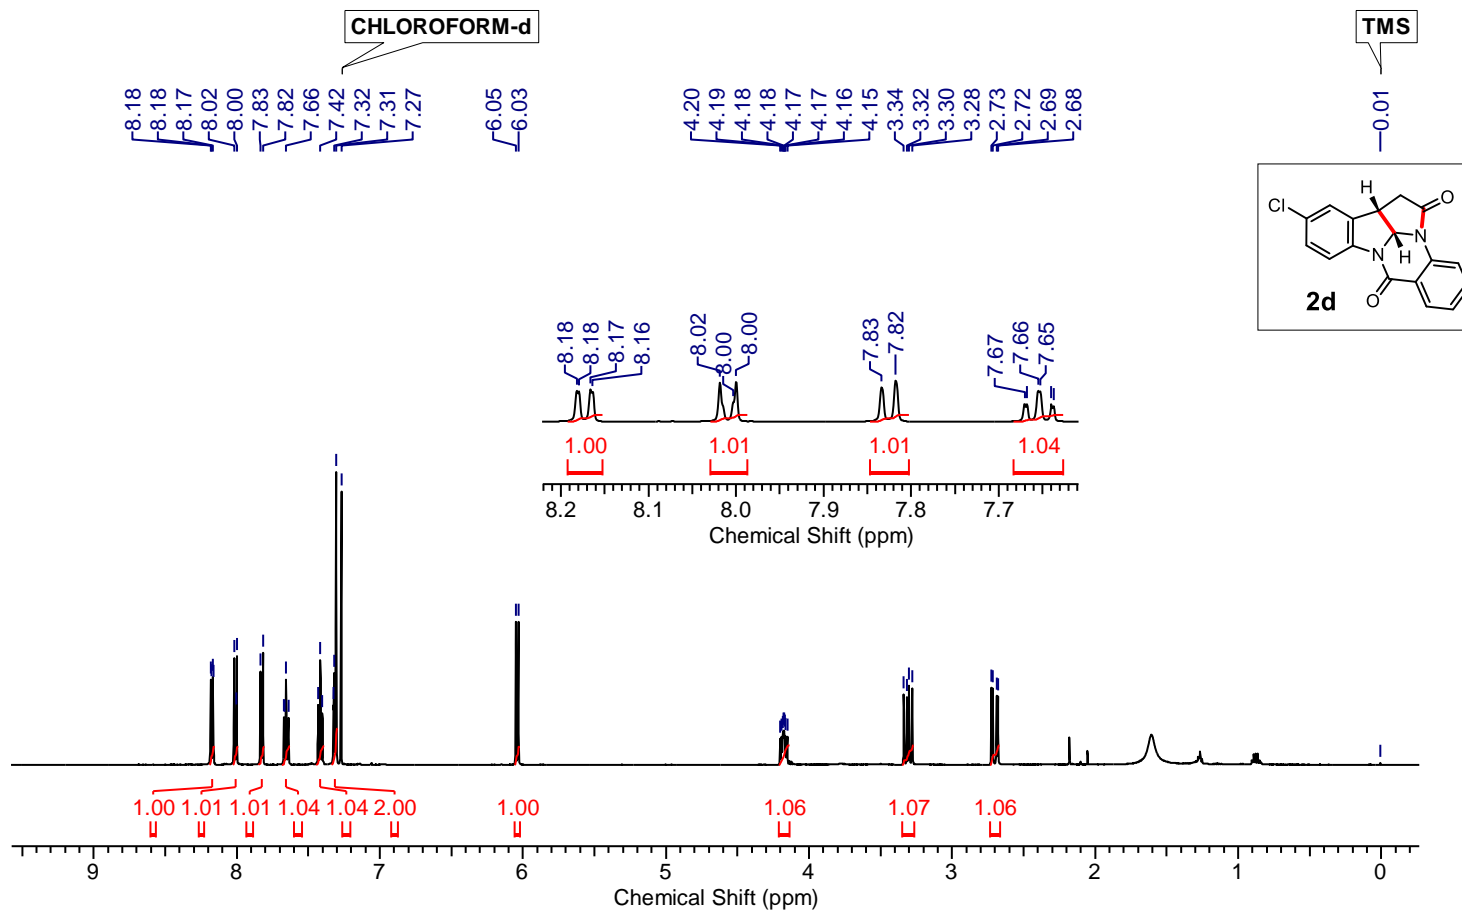 CHLOROFORM-d
TMS
8.18 8.18 8.17 8.02 8.00 7.83 7.82 7.66 7.42 7.32 7.31 7.27 6.05 6.03 4.20 4.19 4.18 4.18 4.17 4.17 4.16 4.15 3.34 3.32 3.30 3.28 2.73 2.72 2.69 2.68 -0.01
H
O
Cl
N
N
H
O
2d
8.18 8.18 8.17 8.16 8.02 8.00 8.00 7.83 7.82 7.67 7.66 7.65
1.00 1.01 1.01 1.04
8.2 8.1 8.0 7.9 7.8 7.7
Chemical Shift (ppm)
1.00 1.01 1.01 1.04 1.04 2.00 1.00 1.06 1.07 1.06
9 8 7 6 5 4 3 2 1 0
Chemical Shift (ppm)